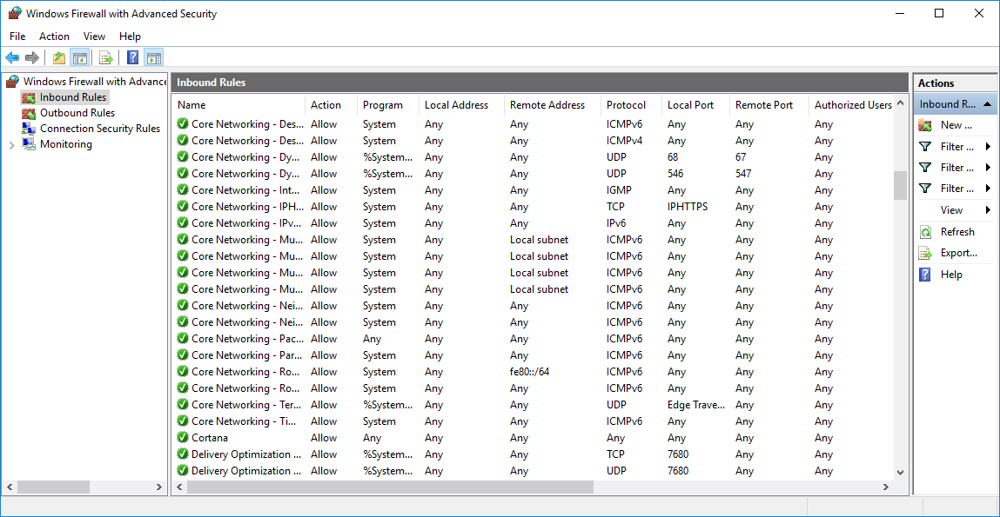 Windows Firewall with Advanced Security
File Action View Help
Windows Firewall with Advance
Inbound Rules
Outbound Rules
Connection Security Rules
Monitoring
Inbound Rules
Name Action Program Local Address Remote Address Protocol Local Port Remote Port Authorized Users
Core Networking - Des... Allow System Any Any ICMPv6 Any Any Any
Core Networking - Des... Allow System Any Any ICMPv4 Any Any Any
Core Networking - Dy... Allow %System... Any Any UDP 68 67 Any
Core Networking - Dy... Allow %System... Any Any UDP 546 547 Any
Core Networking - Int... Allow System Any Any IGMP Any Any Any
Core Networking - IPH... Allow System Any Any TCP IPHTTPS Any Any
Core Networking - IPv... Allow System Any Any IPv6 Any Any Any
Core Networking - Mu... Allow System Any Local subnet ICMPv6 Any Any Any
Core Networking - Mu... Allow System Any Local subnet ICMPv6 Any Any Any
Core Networking - Mu... Allow System Any Local subnet ICMPv6 Any Any Any
Core Networking - Mu... Allow System Any Local subnet ICMPv6 Any Any Any
Core Networking - Nei... Allow System Any Any ICMPv6 Any Any Any
Core Networking - Nei... Allow System Any Any ICMPv6 Any Any Any
Core Networking - Pac... Allow Any Any Any ICMPv6 Any Any Any
Core Networking - Par... Allow System Any Any ICMPv6 Any Any Any
Core Networking - Ro... Allow System Any fe80::/64 ICMPv6 Any Any Any
Core Networking - Ro... Allow System Any Any ICMPv6 Any Any Any
Core Networking - Ter... Allow %System... Any Any UDP Edge Trave... Any Any
Core Networking - Ti... Allow System Any Any ICMPv6 Any Any Any
Cortana Allow Any Any Any Any Any Any Any
Delivery Optimization ... Allow %System... Any Any TCP 7680 Any Any
Delivery Optimization ... Allow %System... Any Any UDP 7680 Any Any
Actions
Inbound R...
New ...
Filter ...
Filter ...
Filter ...
View
Refresh
Export...
Help